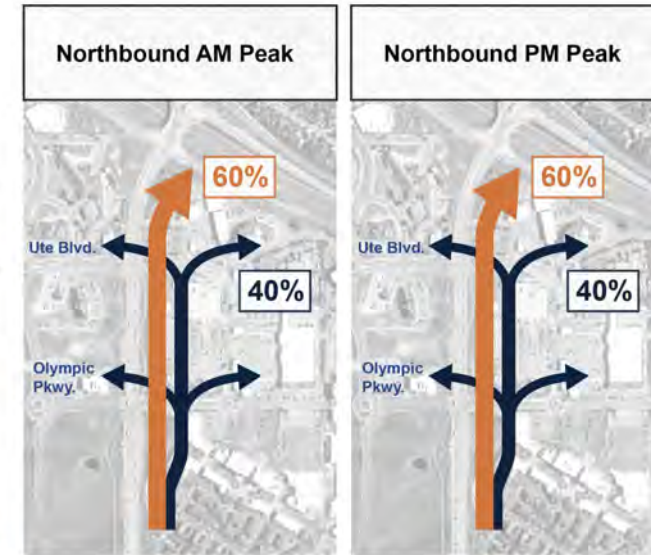 Northbound AM Peak
60%
Ute Blvd.
40%
Olympic
Pkwy.
Northbound PM Peak
60%
Ute Blvd.
40%
Olympic
Pkwy.